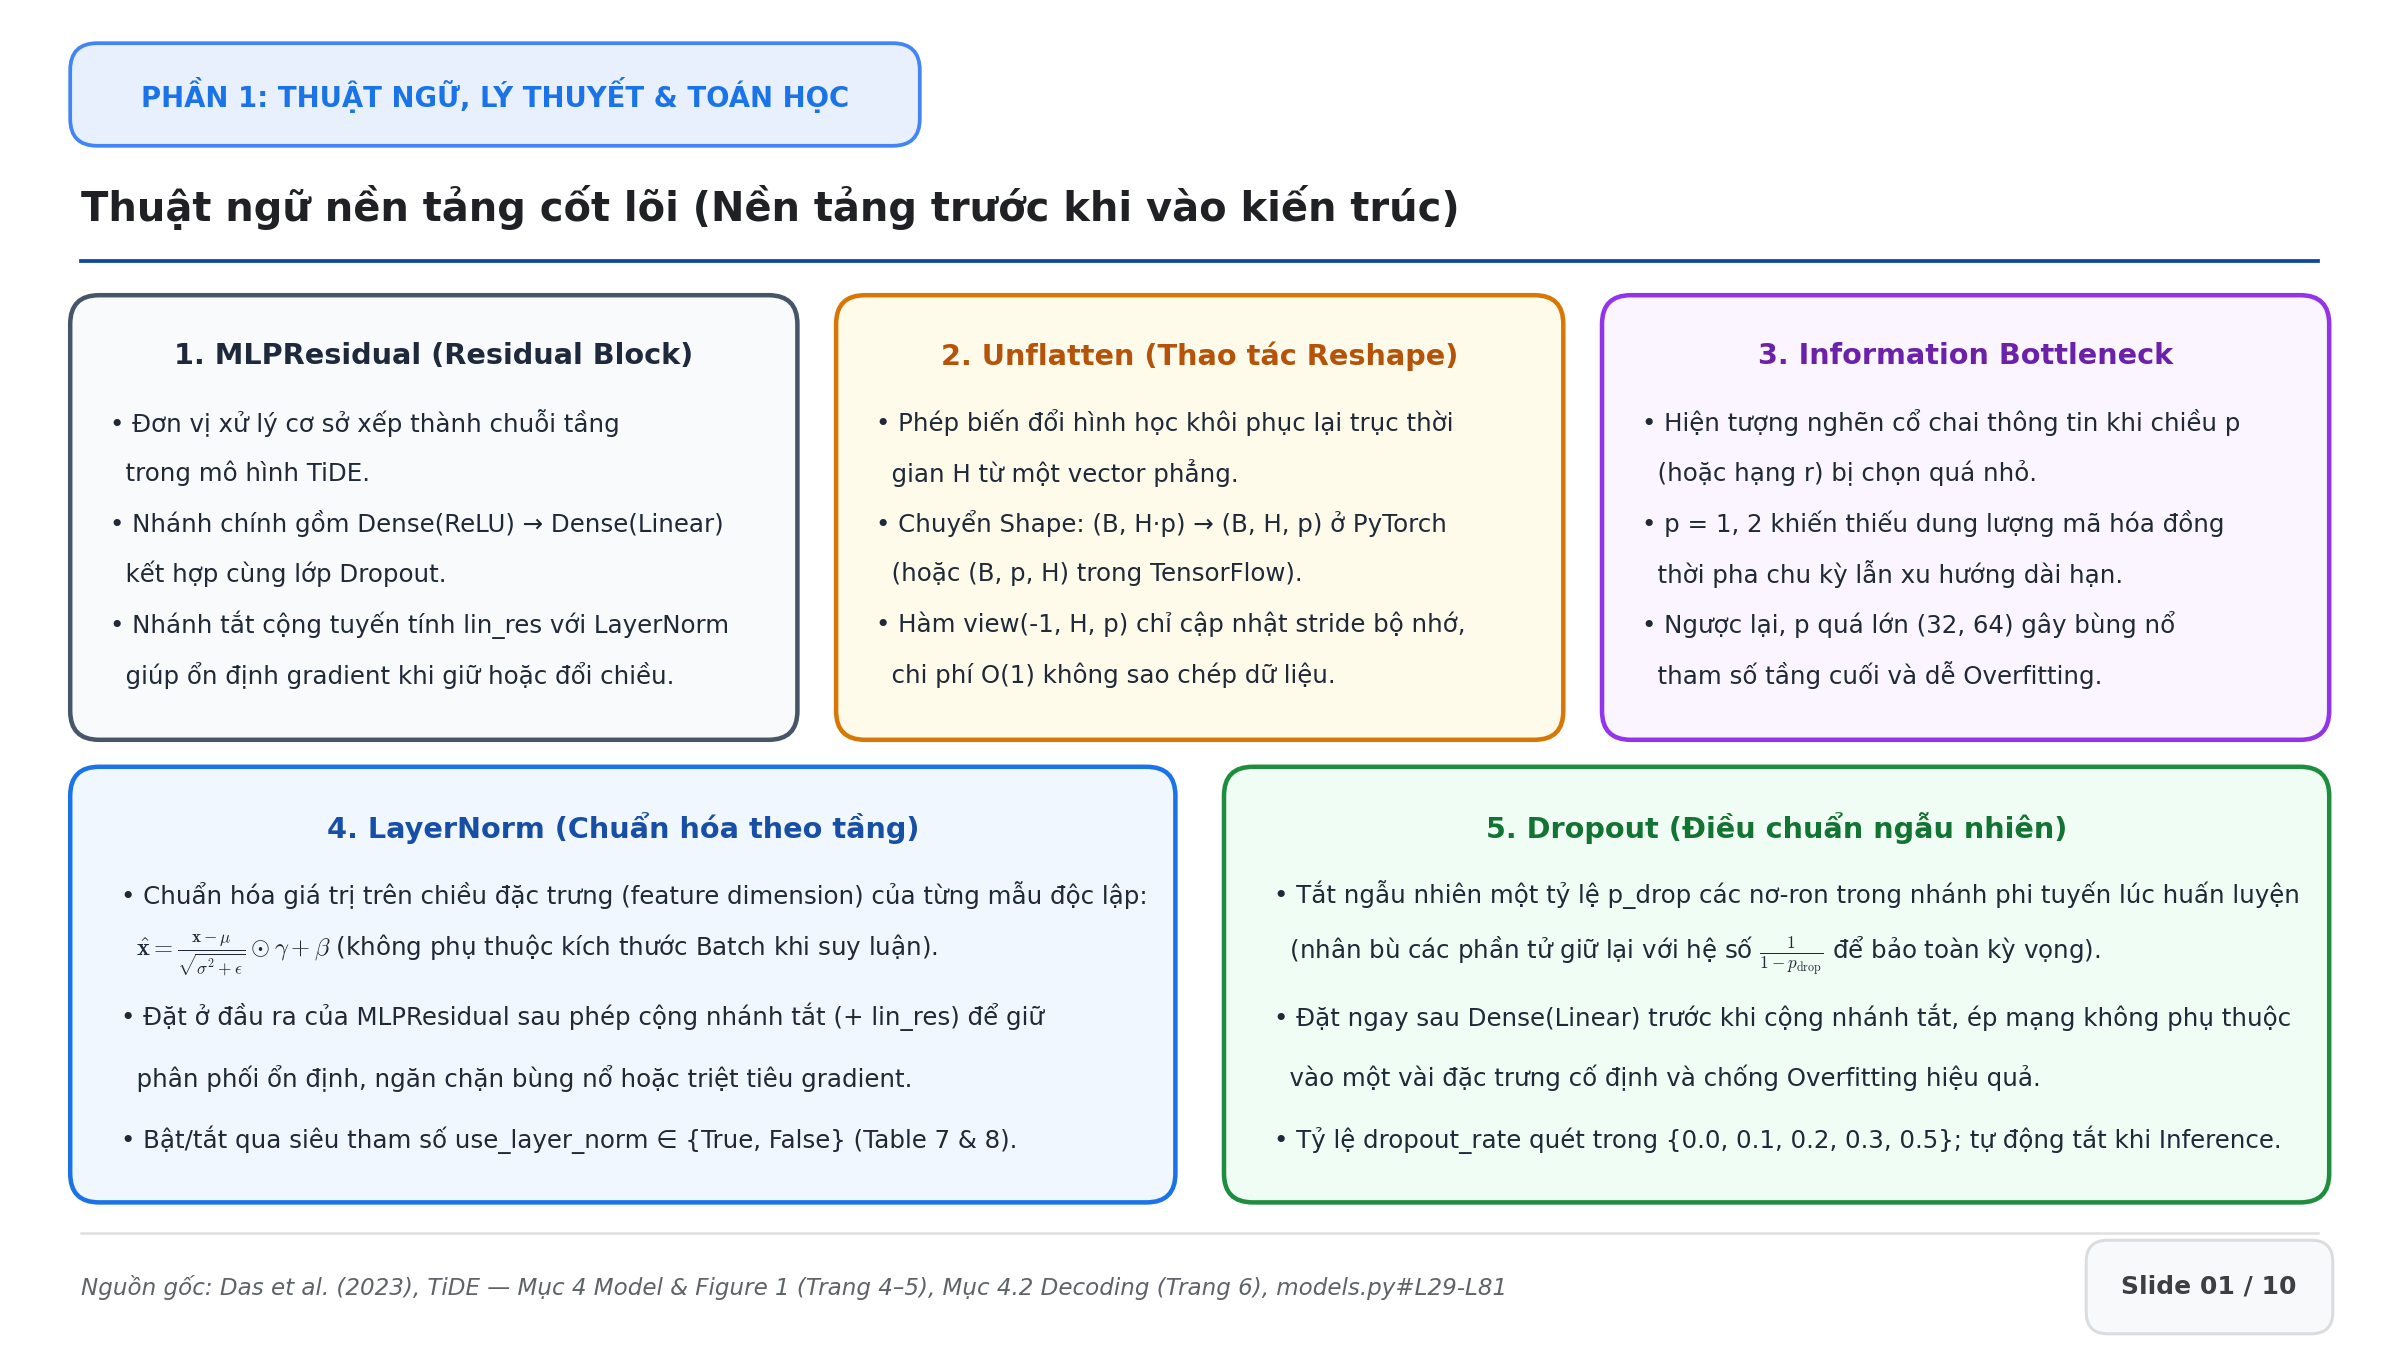 PHẦN 1: THUẬT NGỮ, LÝ THUYẾT & TOÁN HỌC
Thuật ngữ nền tảng cốt lõi (Nền tảng trước khi vào kiến trúc)
1. MLPResidual (Residual Block)
• Đơn vị xử lý cơ sở xếp thành chuỗi tầng
trong mô hình TiDE.
• Nhánh chính gồm Dense(ReLU) → Dense(Linear)
kết hợp cùng lớp Dropout.
• Nhánh tắt cộng tuyến tính lin_res với LayerNorm
giúp ổn định gradient khi giữ hoặc đổi chiều.
2. Unflatten (Thao tác Reshape)
• Phép biến đổi hình học khôi phục lại trục thời
gian H từ một vector phẳng.
• Chuyển Shape: (B, H·p) → (B, H, p) ở PyTorch
(hoặc (B, p, H) trong TensorFlow).
• Hàm view(-1, H, p) chỉ cập nhật stride bộ nhớ,
chi phí O(1) không sao chép dữ liệu.
3. Information Bottleneck
• Hiện tượng nghẽn cổ chai thông tin khi chiều p
(hoặc hạng r) bị chọn quá nhỏ.
• p = 1, 2 khiến thiếu dung lượng mã hóa đồng
thời pha chu kỳ lẫn xu hướng dài hạn.
• Ngược lại, p quá lớn (32, 64) gây bùng nổ
tham số tầng cuối và dễ Overfitting.
4. LayerNorm (Chuẩn hóa theo tầng)
• Chuẩn hóa giá trị trên chiều đặc trưng (feature dimension) của từng mẫu độc lập:
x̂ = (x − μ)/√(σ² + ϵ) ⊙ γ + β (không phụ thuộc kích thước Batch khi suy luận).
• Đặt ở đầu ra của MLPResidual sau phép cộng nhánh tắt (+ lin_res) để giữ
phân phối ổn định, ngăn chặn bùng nổ hoặc triệt tiêu gradient.
• Bật/tắt qua siêu tham số use_layer_norm ∈ {True, False} (Table 7 & 8).
5. Dropout (Điều chuẩn ngẫu nhiên)
• Tắt ngẫu nhiên một tỷ lệ p_drop các nơ-ron trong nhánh phi tuyến lúc huấn luyện
(nhân bù các phần tử giữ lại với hệ số 1/(1 − p_drop) để bảo toàn kỳ vọng).
• Đặt ngay sau Dense(Linear) trước khi cộng nhánh tắt, ép mạng không phụ thuộc
vào một vài đặc trưng cố định và chống Overfitting hiệu quả.
• Tỷ lệ dropout_rate quét trong {0.0, 0.1, 0.2, 0.3, 0.5}; tự động tắt khi Inference.
Nguồn gốc: Das et al. (2023), TiDE — Mục 4 Model & Figure 1 (Trang 4–5), Mục 4.2 Decoding (Trang 6), models.py#L29-L81
Slide 01 / 10